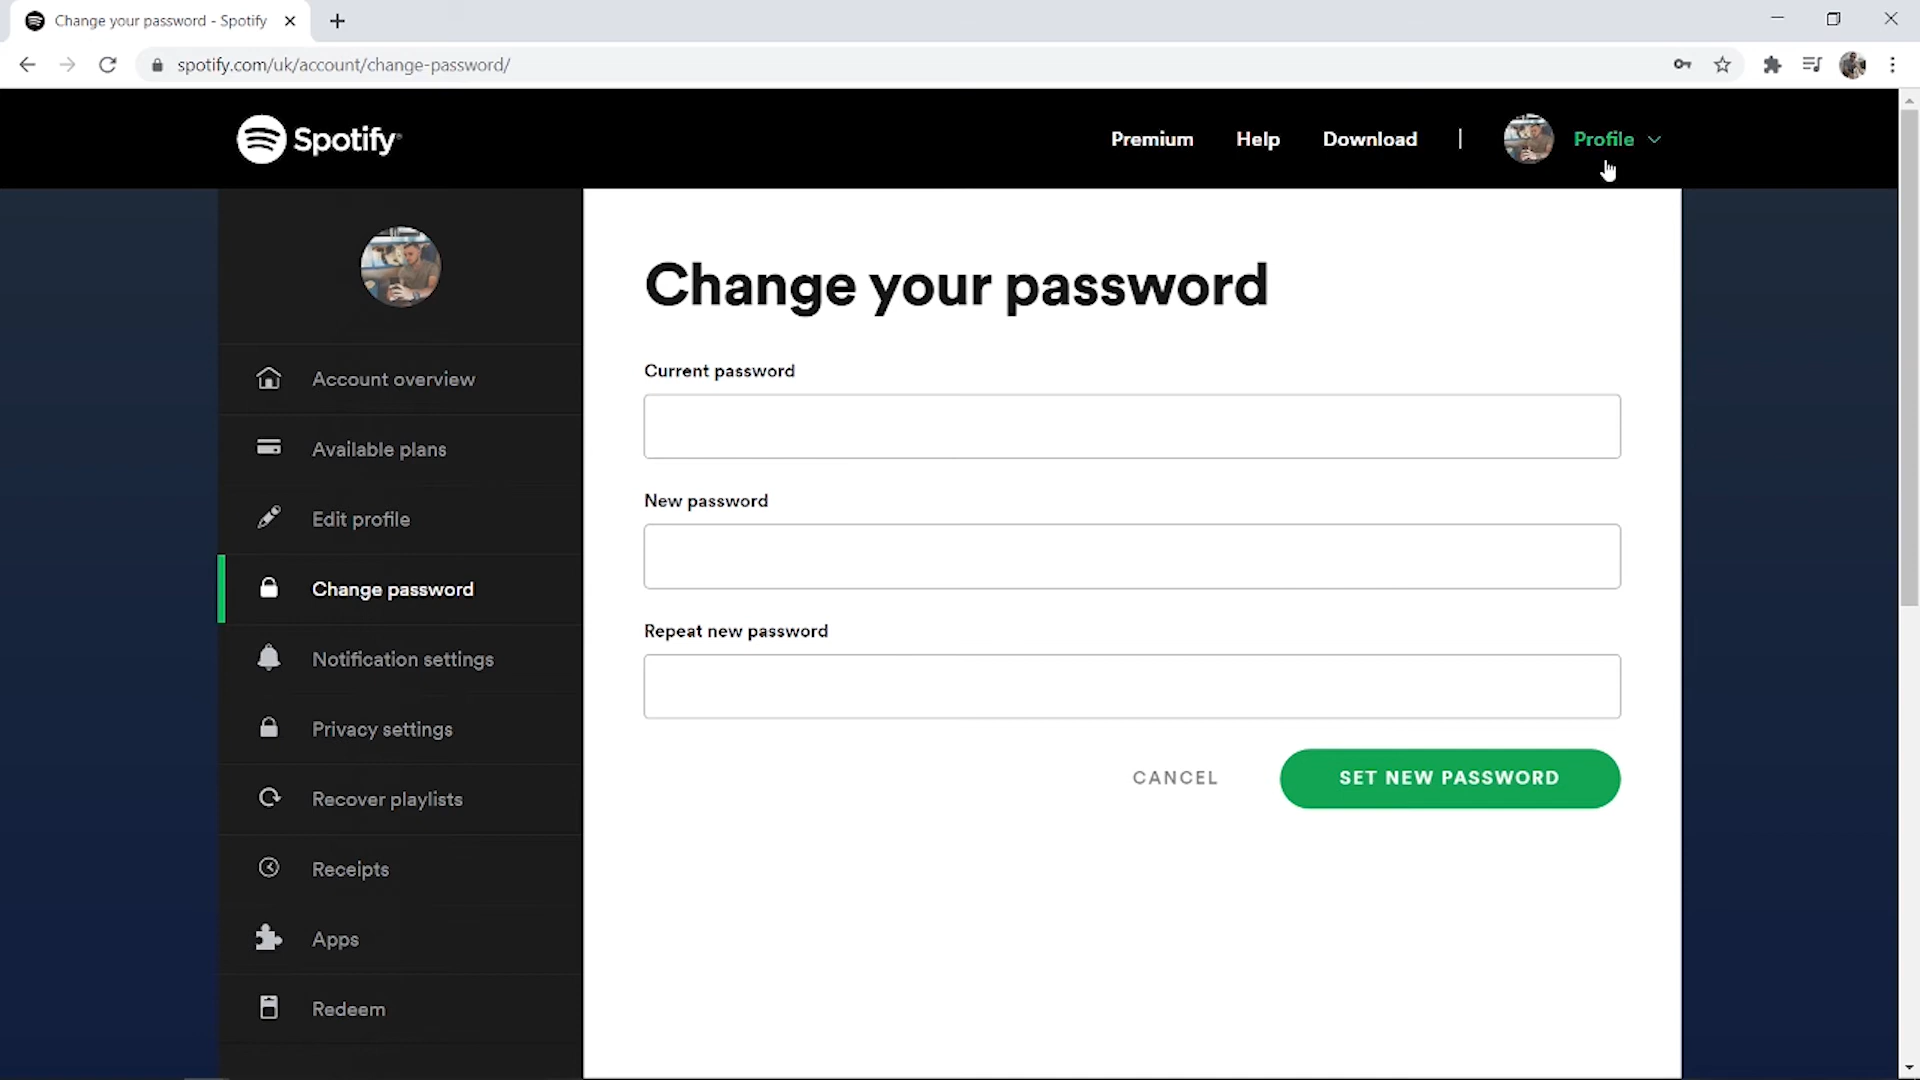 Change your password - Spotify
spotify.com/uk/account/change-password/
Spotify
Premium Help Download | Profile
Account overview
Available plans
Edit profile
Change password
Notification settings
Privacy settings
Recover playlists
Receipts
Apps
Redeem
Change your password
Current password
New password
Repeat new password
CANCEL SET NEW PASSWORD